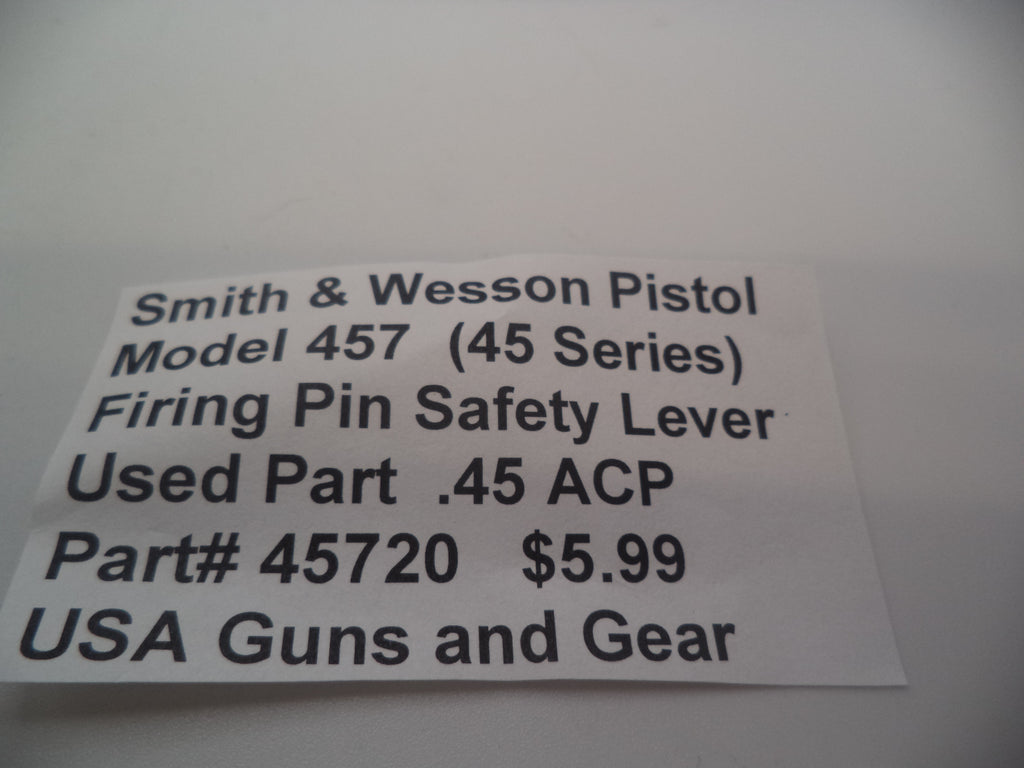 Smith & Wesson Pistol
Model 457 (45 Series)
Firing Pin Safety Lever
Used Part .45 ACP
Part# 45720 $5.99
USA Guns and Gear